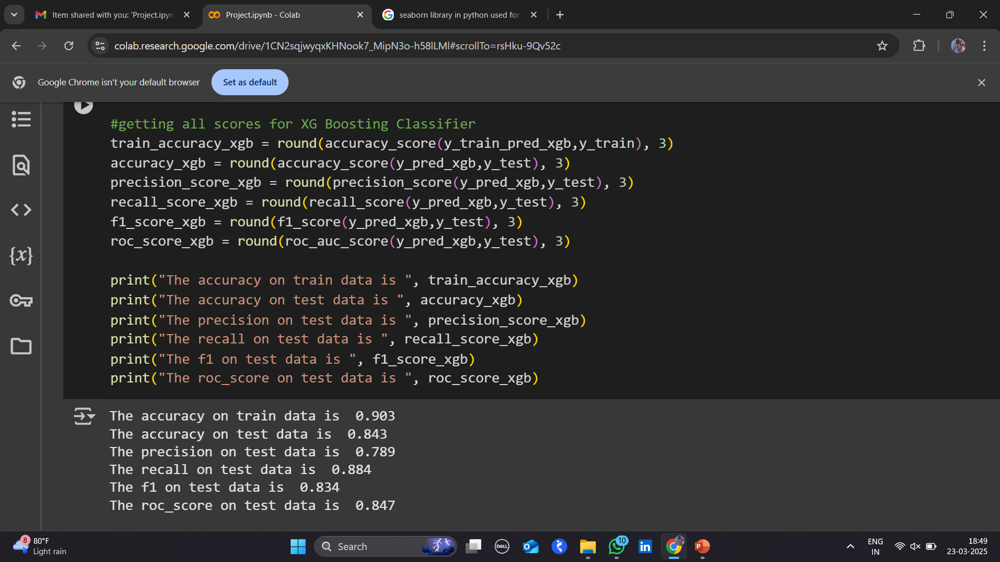 Item shared with you: ‘Project.ipyn
Project.ipynb - Colab
seaborn library in python used for
colab.research.google.com/drive/1CN2sqjwyqxKHNook7_MipN3o-h58lLMl#scrollTo=rsHku-9Qv52c
Google Chrome isn't your default browser
Set as default
#getting all scores for XG Boosting Classifier
train_accuracy_xgb = round(accuracy_score(y_train_pred_xgb,y_train), 3)
accuracy_xgb = round(accuracy_score(y_pred_xgb,y_test), 3)
precision_score_xgb = round(precision_score(y_pred_xgb,y_test), 3)
recall_score_xgb = round(recall_score(y_pred_xgb,y_test), 3)
f1_score_xgb = round(f1_score(y_pred_xgb,y_test), 3)
roc_score_xgb = round(roc_auc_score(y_pred_xgb,y_test), 3)
print("The accuracy on train data is ", train_accuracy_xgb)
print("The accuracy on test data is ", accuracy_xgb)
print("The precision on test data is ", precision_score_xgb)
print("The recall on test data is ", recall_score_xgb)
print("The f1 on test data is ", f1_score_xgb)
print("The roc_score on test data is ", roc_score_xgb)
{x}
The accuracy on train data is  0.903
The accuracy on test data is  0.843
The precision on test data is  0.789
The recall on test data is  0.884
The f1 on test data is  0.834
The roc_score on test data is  0.847
8
80°F
Light rain
Search
DELL
10
in
P
ENG
IN
18:49
23-03-2025